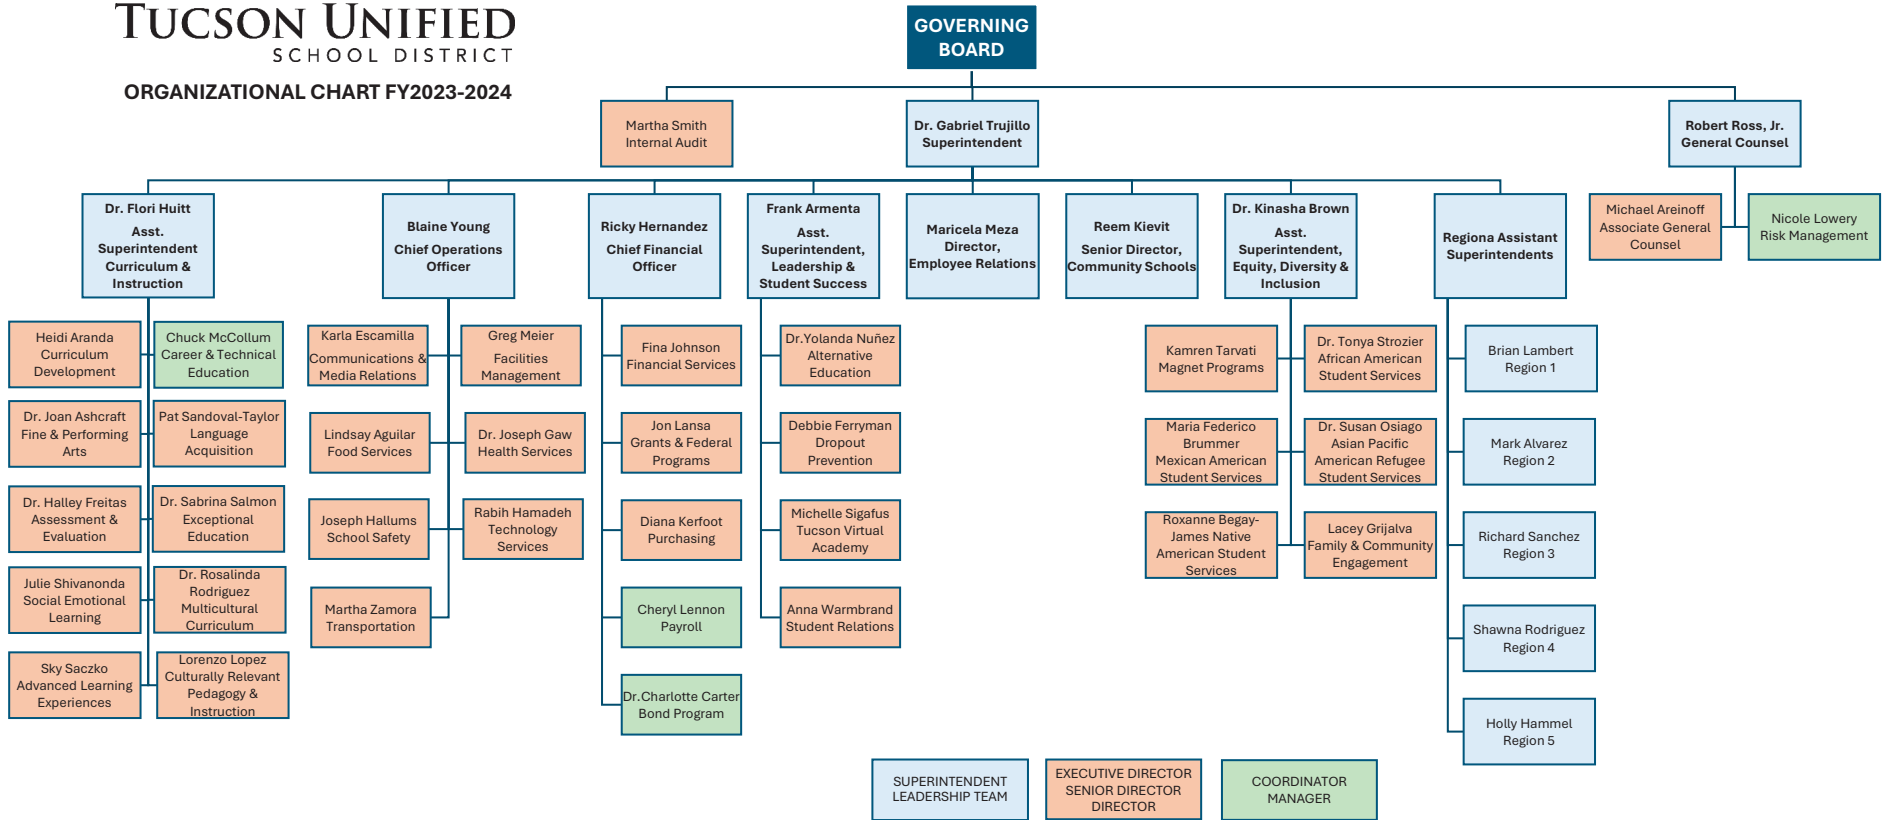 TUCSON UNIFIED
SCHOOL DISTRICT
ORGANIZATIONAL CHART FY2023-2024
GOVERNING
BOARD
Martha Smith
Internal Audit
Dr. Gabriel Trujillo
Superintendent
Robert Ross, Jr.
General Counsel
Michael Areinoff
Associate General
Counsel
Nicole Lowery
Risk Management
Dr. Flori Huitt
Asst.
Superintendent
Curriculum &
Instruction
Blaine Young
Chief Operations
Officer
Ricky Hernandez
Chief Financial
Officer
Frank Armenta
Asst.
Superintendent,
Leadership &
Student Success
Maricela Meza
Director,
Employee Relations
Reem Kievit
Senior Director,
Community Schools
Dr. Kinasha Brown
Asst.
Superintendent,
Equity, Diversity &
Inclusion
Regiona Assistant
Superintendents
Heidi Aranda
Curriculum
Development
Chuck McCollum
Career & Technical
Education
Dr. Joan Ashcraft
Fine & Performing
Arts
Pat Sandoval-Taylor
Language
Acquisition
Dr. Halley Freitas
Assessment &
Evaluation
Dr. Sabrina Salmon
Exceptional
Education
Julie Shivanonda
Social Emotional
Learning
Dr. Rosalinda
Rodriguez
Multicultural
Curriculum
Sky Saczko
Advanced Learning
Experiences
Lorenzo Lopez
Culturally Relevant
Pedagogy &
Instruction
Karla Escamilla
Communications &
Media Relations
Greg Meier
Facilities
Management
Lindsay Aguilar
Food Services
Dr. Joseph Gaw
Health Services
Joseph Hallums
School Safety
Rabih Hamadeh
Technology
Services
Martha Zamora
Transportation
Fina Johnson
Financial Services
Jon Lansa
Grants & Federal
Programs
Diana Kerfoot
Purchasing
Cheryl Lennon
Payroll
Dr.Charlotte Carter
Bond Program
Dr.Yolanda Nuñez
Alternative
Education
Debbie Ferryman
Dropout
Prevention
Michelle Sigafus
Tucson Virtual
Academy
Anna Warmbrand
Student Relations
Kamren Tarvati
Magnet Programs
Dr. Tonya Strozier
African American
Student Services
Maria Federico
Brummer
Mexican American
Student Services
Dr. Susan Osiago
Asian Pacific
American Refugee
Student Services
Roxanne Begay-
James Native
American Student
Services
Lacey Grijalva
Family & Community
Engagement
Brian Lambert
Region 1
Mark Alvarez
Region 2
Richard Sanchez
Region 3
Shawna Rodriguez
Region 4
Holly Hammel
Region 5
SUPERINTENDENT
LEADERSHIP TEAM
EXECUTIVE DIRECTOR
SENIOR DIRECTOR
DIRECTOR
COORDINATOR
MANAGER